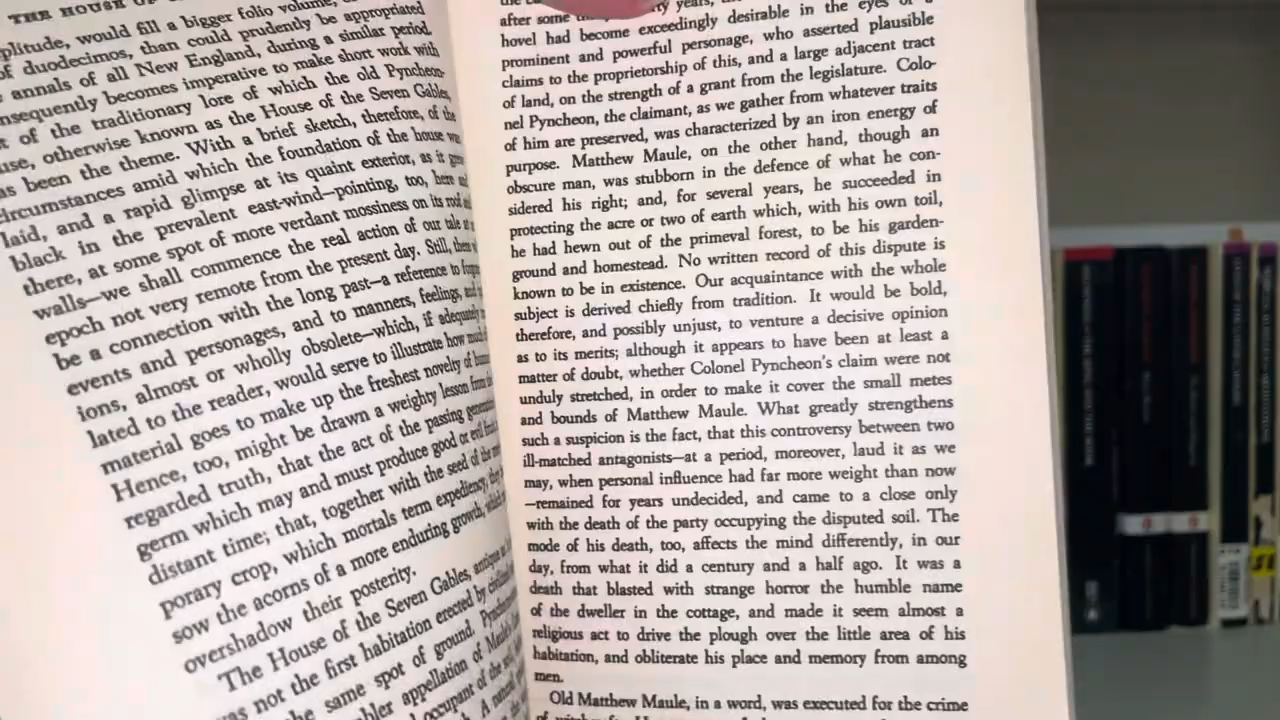 THE HOUSE OF
plitude, would fill a bigger folio volume,
of duodecimos, than could prudently be appropriated
annals of all New England, during a similar period.
nsequently becomes imperative to make short work with
t of the traditionary lore of which the old Pyncheon-
use, otherwise known as the House of the Seven Gables,
as been the theme. With a brief sketch, therefore, of the
circumstances amid which the foundation of the house was
laid, and a rapid glimpse at its quaint exterior, as it grew
black in the prevalent east-wind—pointing, too, here and
there, at some spot of more verdant mossiness on its roof and
walls—we shall commence the real action of our tale at
epoch not very remote from the present day. Still, there
be a connection with the long past—a reference to
events and personages, and to manners, feelings, and
ions, almost or wholly obsolete—which, if adequately
lated to the reader, would serve to illustrate how much
material goes to make up the freshest novelty of human
Hence, too, might be drawn a weighty lesson from the
regarded truth, that the act of the passing
germ which may and must produce good or evil
distant time; that, together with the seed of the
porary crop, which mortals term expediency, they
sow the acorns of a more enduring growth,
overshadow their posterity.
The House of the Seven Gables, antique as
was not the first habitation erected by
he same spot of ground.
bler appellation of Maule's
occupant of the
A natural
after some years,
hovel had become exceedingly desirable in the eyes of
prominent and powerful personage, who asserted plausible
claims to the proprietorship of this, and a large adjacent tract
of land, on the strength of a grant from the legislature. Colo-
nel Pyncheon, the claimant, as we gather from whatever traits
of him are preserved, was characterized by an iron energy of
purpose. Matthew Maule, on the other hand, though an
obscure man, was stubborn in the defence of what he con-
sidered his right; and, for several years, he succeeded in
protecting the acre or two of earth which, with his own toil,
he had hewn out of the primeval forest, to be his garden-
ground and homestead. No written record of this dispute is
known to be in existence. Our acquaintance with the whole
subject is derived chiefly from tradition. It would be bold,
therefore, and possibly unjust, to venture a decisive opinion
as to its merits; although it appears to have been at least a
matter of doubt, whether Colonel Pyncheon's claim were not
unduly stretched, in order to make it cover the small metes
and bounds of Matthew Maule. What greatly strengthens
such a suspicion is the fact, that this controversy between two
ill-matched antagonists—at a period, moreover, laud it as we
may, when personal influence had far more weight than now
—remained for years undecided, and came to a close only
with the death of the party occupying the disputed soil. The
mode of his death, too, affects the mind differently, in our
day, from what it did a century and a half ago. It was a
death that blasted with strange horror the humble name
of the dweller in the cottage, and made it seem almost a
religious act to drive the plough over the little area of his
habitation, and obliterate his place and memory from among
men.
Old Matthew Maule, in a word, was executed for the crime